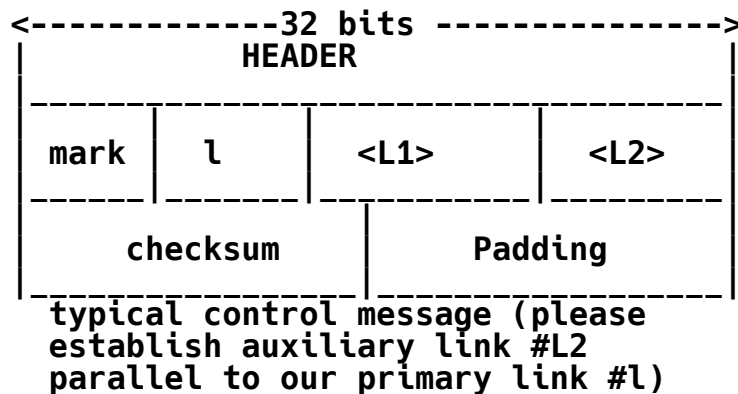 <-------------32 bits --------------->
HEADER
mark | l | <L1> | <L2>
checksum | Padding
typical control message (please
establish auxiliary link #L2
parallel to our primary link #l)